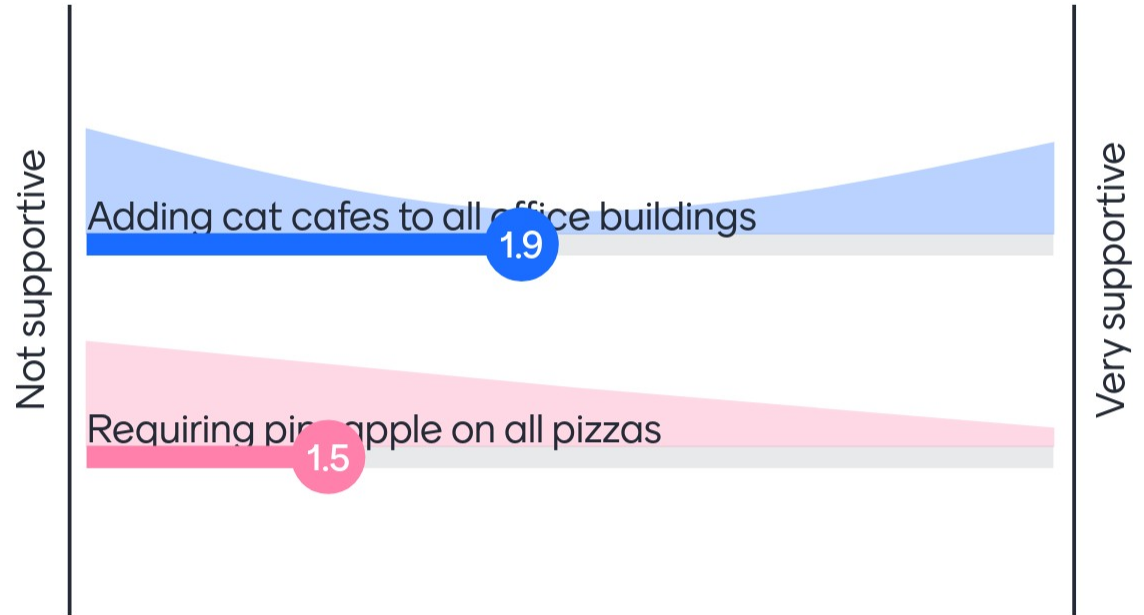 Not supportive
Adding cat cafes to all office buildings
1.9
Requiring pineapple on all pizzas
1.5
Very supportive